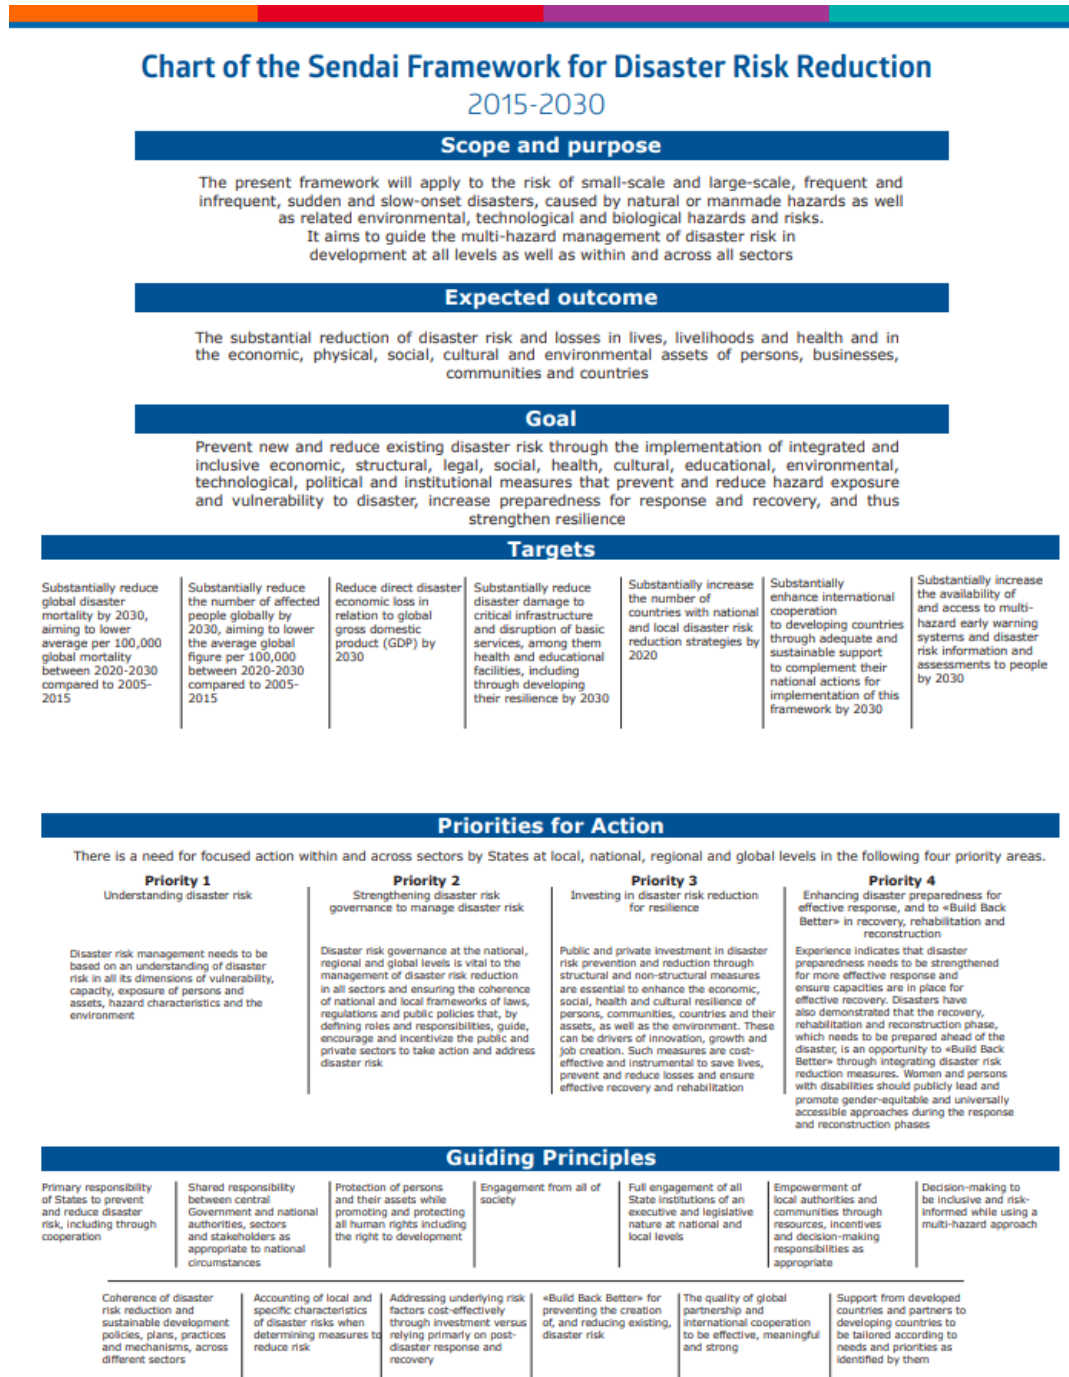 Chart of the Sendai Framework for Disaster Risk Reduction
2015-2030
Scope and purpose
The present framework will apply to the risk of small-scale and large-scale, frequent and
infrequent, sudden and slow-onset disasters, caused by natural or manmade hazards as well
as related environmental, technological and biological hazards and risks.
It aims to guide the multi-hazard management of disaster risk in
development at all levels as well as within and across all sectors
Expected outcome
The substantial reduction of disaster risk and losses in lives, livelihoods and health and in
the economic, physical, social, cultural and environmental assets of persons, businesses,
communities and countries
Goal
Prevent new and reduce existing disaster risk through the implementation of integrated and
inclusive economic, structural, legal, social, health, cultural, educational, environmental,
technological, political and institutional measures that prevent and reduce hazard exposure
and vulnerability to disaster, increase preparedness for response and recovery, and thus
strengthen resilience
Targets
Substantially reduce
global disaster
mortality by 2030,
aiming to lower
average per 100,000
global mortality
between 2020-2030
compared to 2005-
2015
Substantially reduce
the number of affected
people globally by
2030, aiming to lower
the average global
figure per 100,000
between 2020-2030
compared to 2005-
2015
Reduce direct disaster
economic loss in
relation to global
gross domestic
product (GDP) by
2030
Substantially reduce
disaster damage to
critical infrastructure
and disruption of basic
services, among them
health and educational
facilities, including
through developing
their resilience by 2030
Substantially increase
the number of
countries with national
and local disaster risk
reduction strategies by
2020
Substantially
enhance international
cooperation
to developing countries
through adequate and
sustainable support
to complement their
national actions for
implementation of this
framework by 2030
Substantially increase
the availability of
and access to multi-
hazard early warning
systems and disaster
risk information and
assessments to people
by 2030
Priorities for Action
There is a need for focused action within and across sectors by States at local, national, regional and global levels in the following four priority areas.
Priority 1
Understanding disaster risk
Disaster risk management needs to be
based on an understanding of disaster
risk in all its dimensions of vulnerability,
capacity, exposure of persons and
assets, hazard characteristics and the
environment
Priority 2
Strengthening disaster risk
governance to manage disaster risk
Disaster risk governance at the national,
regional and global levels is vital to the
management of disaster risk reduction
in all sectors and ensuring the coherence
of national and local frameworks of laws,
regulations and public policies that, by
defining roles and responsibilities, guide,
encourage and incentivize the public and
private sectors to take action and address
disaster risk
Priority 3
Investing in disaster risk reduction
for resilience
Public and private investment in disaster
risk prevention and reduction through
structural and non-structural measures
are essential to enhance the economic,
social, health and cultural resilience of
persons, communities, countries and their
assets, as well as the environment. These
can be drivers of innovation, growth and
job creation. Such measures are cost-
effective and instrumental to save lives,
prevent and reduce losses and ensure
effective recovery and rehabilitation
Priority 4
Enhancing disaster preparedness for
effective response, and to «Build Back
Better» in recovery, rehabilitation and
reconstruction
Experience indicates that disaster
preparedness needs to be strengthened
for more effective response and
ensure capacities are in place for
effective recovery. Disasters have
also demonstrated that the recovery,
rehabilitation and reconstruction phase,
which needs to be prepared ahead of the
disaster, is an opportunity to «Build Back
Better» through integrating disaster risk
reduction measures. Women and persons
with disabilities should publicly lead and
promote gender-equitable and universally
accessible approaches during the response
and reconstruction phases
Guiding Principles
Primary responsibility
of States to prevent
and reduce disaster
risk, including through
cooperation
Shared responsibility
between central
Government and national
authorities, sectors
and stakeholders as
appropriate to national
circumstances
Protection of persons
and their assets while
promoting and protecting
all human rights including
the right to development
Engagement from all of
society
Full engagement of all
State institutions of an
executive and legislative
nature at national and
local levels
Empowerment of
local authorities and
communities through
resources, incentives
and decision-making
responsibilities as
appropriate
Decision-making to
be inclusive and risk-
informed while using a
multi-hazard approach
Coherence of disaster
risk reduction and
sustainable development
policies, plans, practices
and mechanisms, across
different sectors
Accounting of local and
specific characteristics
of disaster risks when
determining measures to
reduce risk
Addressing underlying risk
factors cost-effectively
through investment versus
relying primarily on post-
disaster response and
recovery
«Build Back Better» for
preventing the creation
of, and reducing existing,
disaster risk
The quality of global
partnership and
international cooperation
to be effective, meaningful
and strong
Support from developed
countries and partners to
developing countries to
be tailored according to
needs and priorities as
identified by them